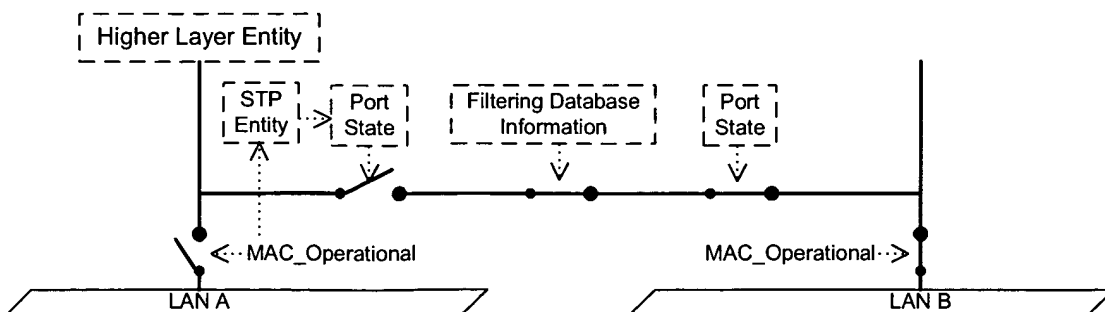 Higher Layer Entity
STP
Entity
Port
State
Filtering Database
Information
Port
State
MAC_Operational
MAC_Operational
LAN A
LAN B